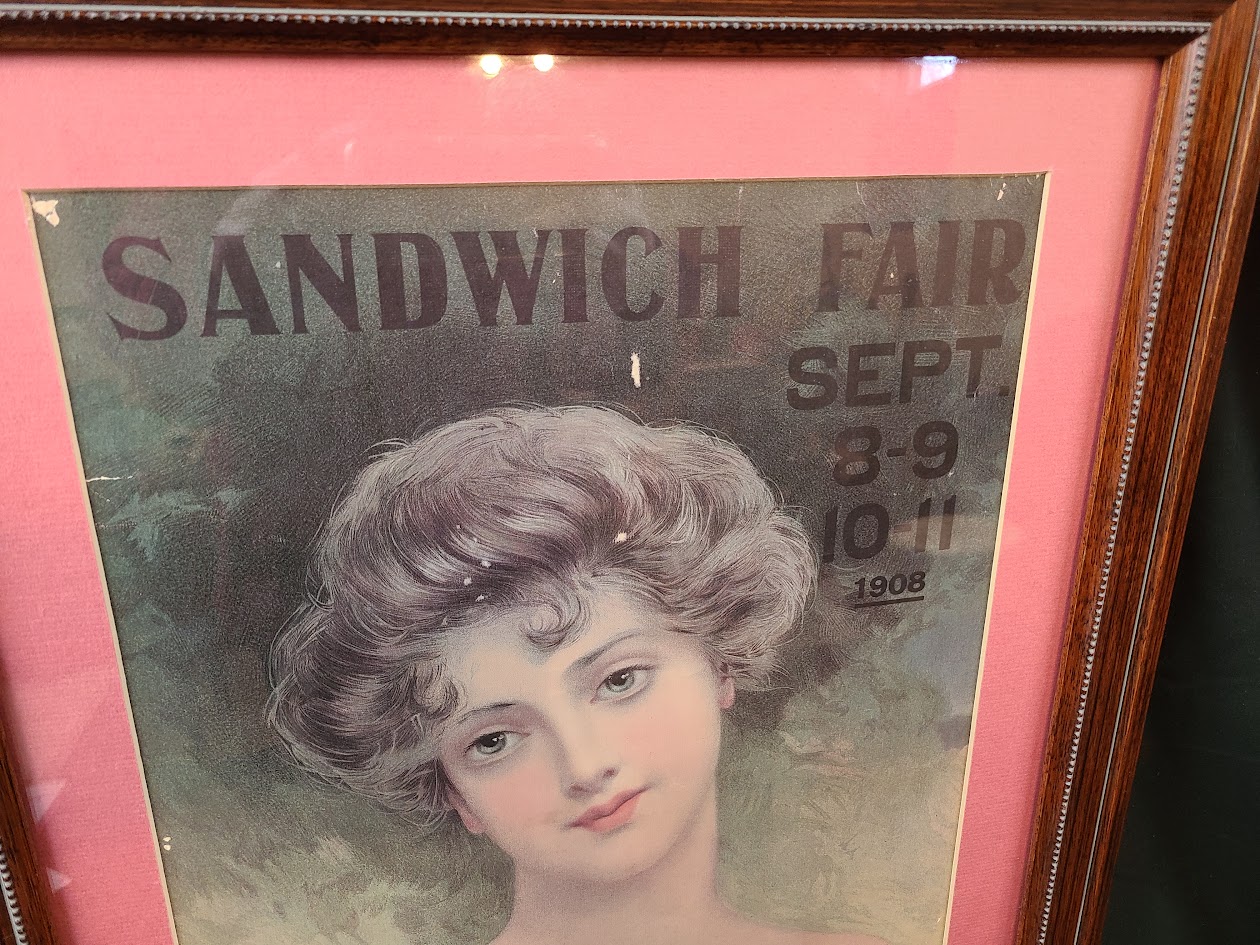 SANDWICH FAIR
SEPT.
8-9
10-11
1908